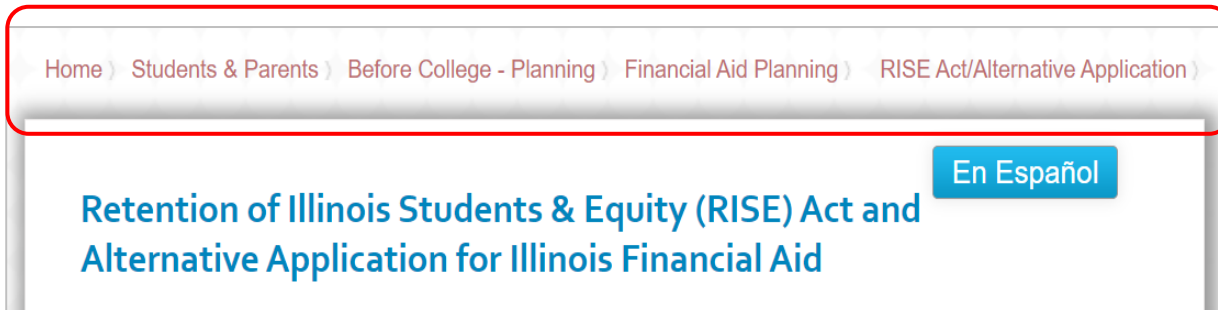 Home 〉 Students & Parents 〉 Before College - Planning 〉 Financial Aid Planning 〉 RISE Act/Alternative Application 〉
En Español
Retention of Illinois Students & Equity (RISE) Act and
Alternative Application for Illinois Financial Aid